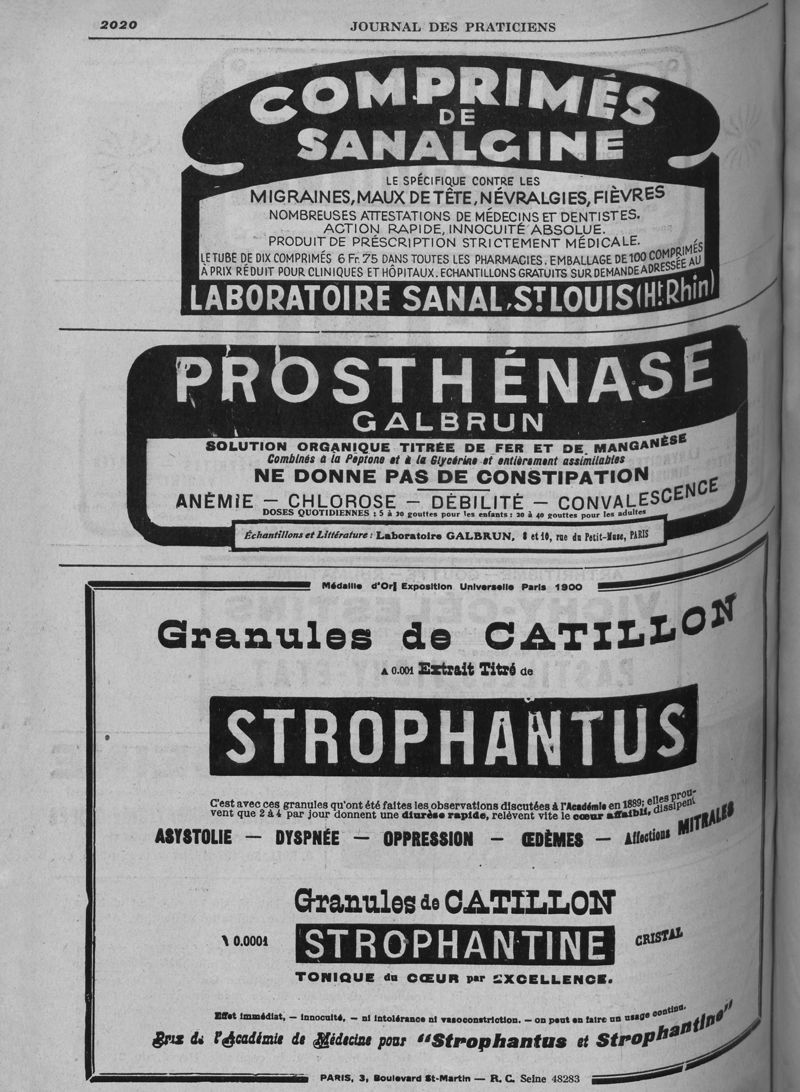 2020
JOURNAL DES PRATICIENS
COMPRIMÉS
DE
SANALGINE
LE SPÉCIFIQUE CONTRE LES
MIGRAINES, MAUX DE TÊTE, NÉVRALGIES, FIÈVRES
NOMBREUSES ATTESTATIONS DE MÉDECINS ET DENTISTES.
ACTION RAPIDE, INNOCUITÉ ABSOLUE.
PRODUIT DE PRÉSCRIPTION STRICTEMENT MÉDICALE.
LE TUBE DE DIX COMPRIMÉS 6 Fr. 75 DANS TOUTES LES PHARMACIES. EMBALLAGE DE 100 COMPRIMÉS
À PRIX RÉDUIT POUR CLINIQUES ET HÔPITAUX. ECHANTILLONS GRATUITS SUR DEMANDE ADRESSÉE AU
LABORATOIRE SANAL, ST. LOUIS (Ht. Rhin)
PROSTHÉNASE
GALBRUN
SOLUTION ORGANIQUE TITRÉE DE FER ET DE MANGANÈSE
Combinés à la Peptone et à la Glycérine et entièrement assimilables
NE DONNE PAS DE CONSTIPATION
ANÉMIE — CHLOROSE — DÉBILITÉ — CONVALESCENCE
DOSES QUOTIDIENNES : 5 à 20 gouttes pour les enfants : 20 à 40 gouttes pour les adultes
Échantillons et Littérature : Laboratoire GALBRUN, 8 et 10, rue du Petit-Musc, PARIS
Médaille d'Or Exposition Universelle Paris 1900
Granules de CATILLON
A 0.001 Extrait Titré de
STROPHANTUS
C'est avec ces granules qu'ont été faites les observations discutées à l'Académie en 1889; elles prou-
vent que 2 à 4 par jour donnent une diurèse rapide, relèvent vite le cœur affaibli, dissipent
ASYSTOLIE — DYSPNÉE — OPPRESSION — ŒDÈMES — Affections MITRALES
Granules de CATILLON
A 0.0001 STROPHANTINE CRISTAL
TONIQUE du CŒUR par EXCELLENCE.
Effet immédiat, — innocuité, — ni intolérance ni vasoconstriction. — on peut en faire un usage continu.
Prix de l'Académie de Médecine pour "Strophantus et Strophantine"
PARIS, 3, Boulevard St-Martin — R. C. Seine 48283